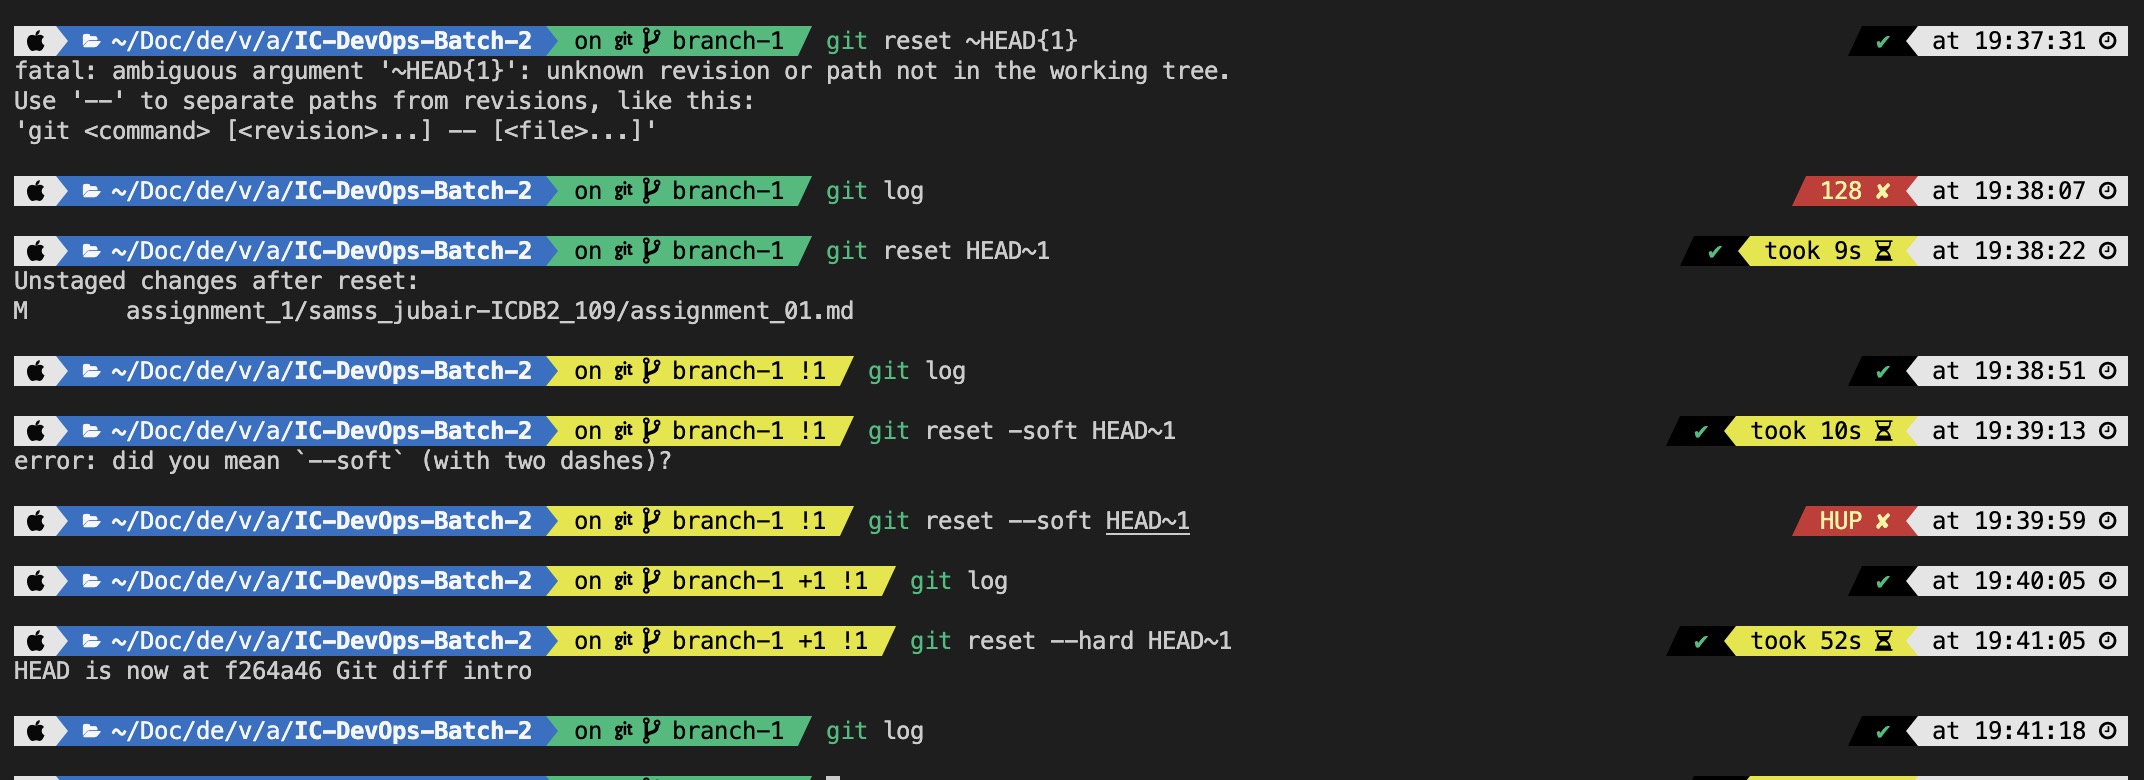 ~/Doc/de/v/a/IC-DevOps-Batch-2 on git branch-1 git reset ~HEAD{1} ✔ at 19:37:31
fatal: ambiguous argument '~HEAD{1}': unknown revision or path not in the working tree.
Use '--' to separate paths from revisions, like this:
'git <command> [<revision>...] -- [<file>...]'
~/Doc/de/v/a/IC-DevOps-Batch-2 on git branch-1 git log 128 ✘ at 19:38:07
~/Doc/de/v/a/IC-DevOps-Batch-2 on git branch-1 git reset HEAD~1 ✔ took 9s at 19:38:22
Unstaged changes after reset:
M assignment_1/samss_jubair-ICDB2_109/assignment_01.md
~/Doc/de/v/a/IC-DevOps-Batch-2 on git branch-1 !1 git log ✔ at 19:38:51
~/Doc/de/v/a/IC-DevOps-Batch-2 on git branch-1 !1 git reset -soft HEAD~1 ✔ took 10s at 19:39:13
error: did you mean `--soft` (with two dashes)?
~/Doc/de/v/a/IC-DevOps-Batch-2 on git branch-1 !1 git reset --soft HEAD~1 HUP ✘ at 19:39:59
~/Doc/de/v/a/IC-DevOps-Batch-2 on git branch-1 +1 !1 git log ✔ at 19:40:05
~/Doc/de/v/a/IC-DevOps-Batch-2 on git branch-1 +1 !1 git reset --hard HEAD~1 ✔ took 52s at 19:41:05
HEAD is now at f264a46 Git diff intro
~/Doc/de/v/a/IC-DevOps-Batch-2 on git branch-1 git log ✔ at 19:41:18